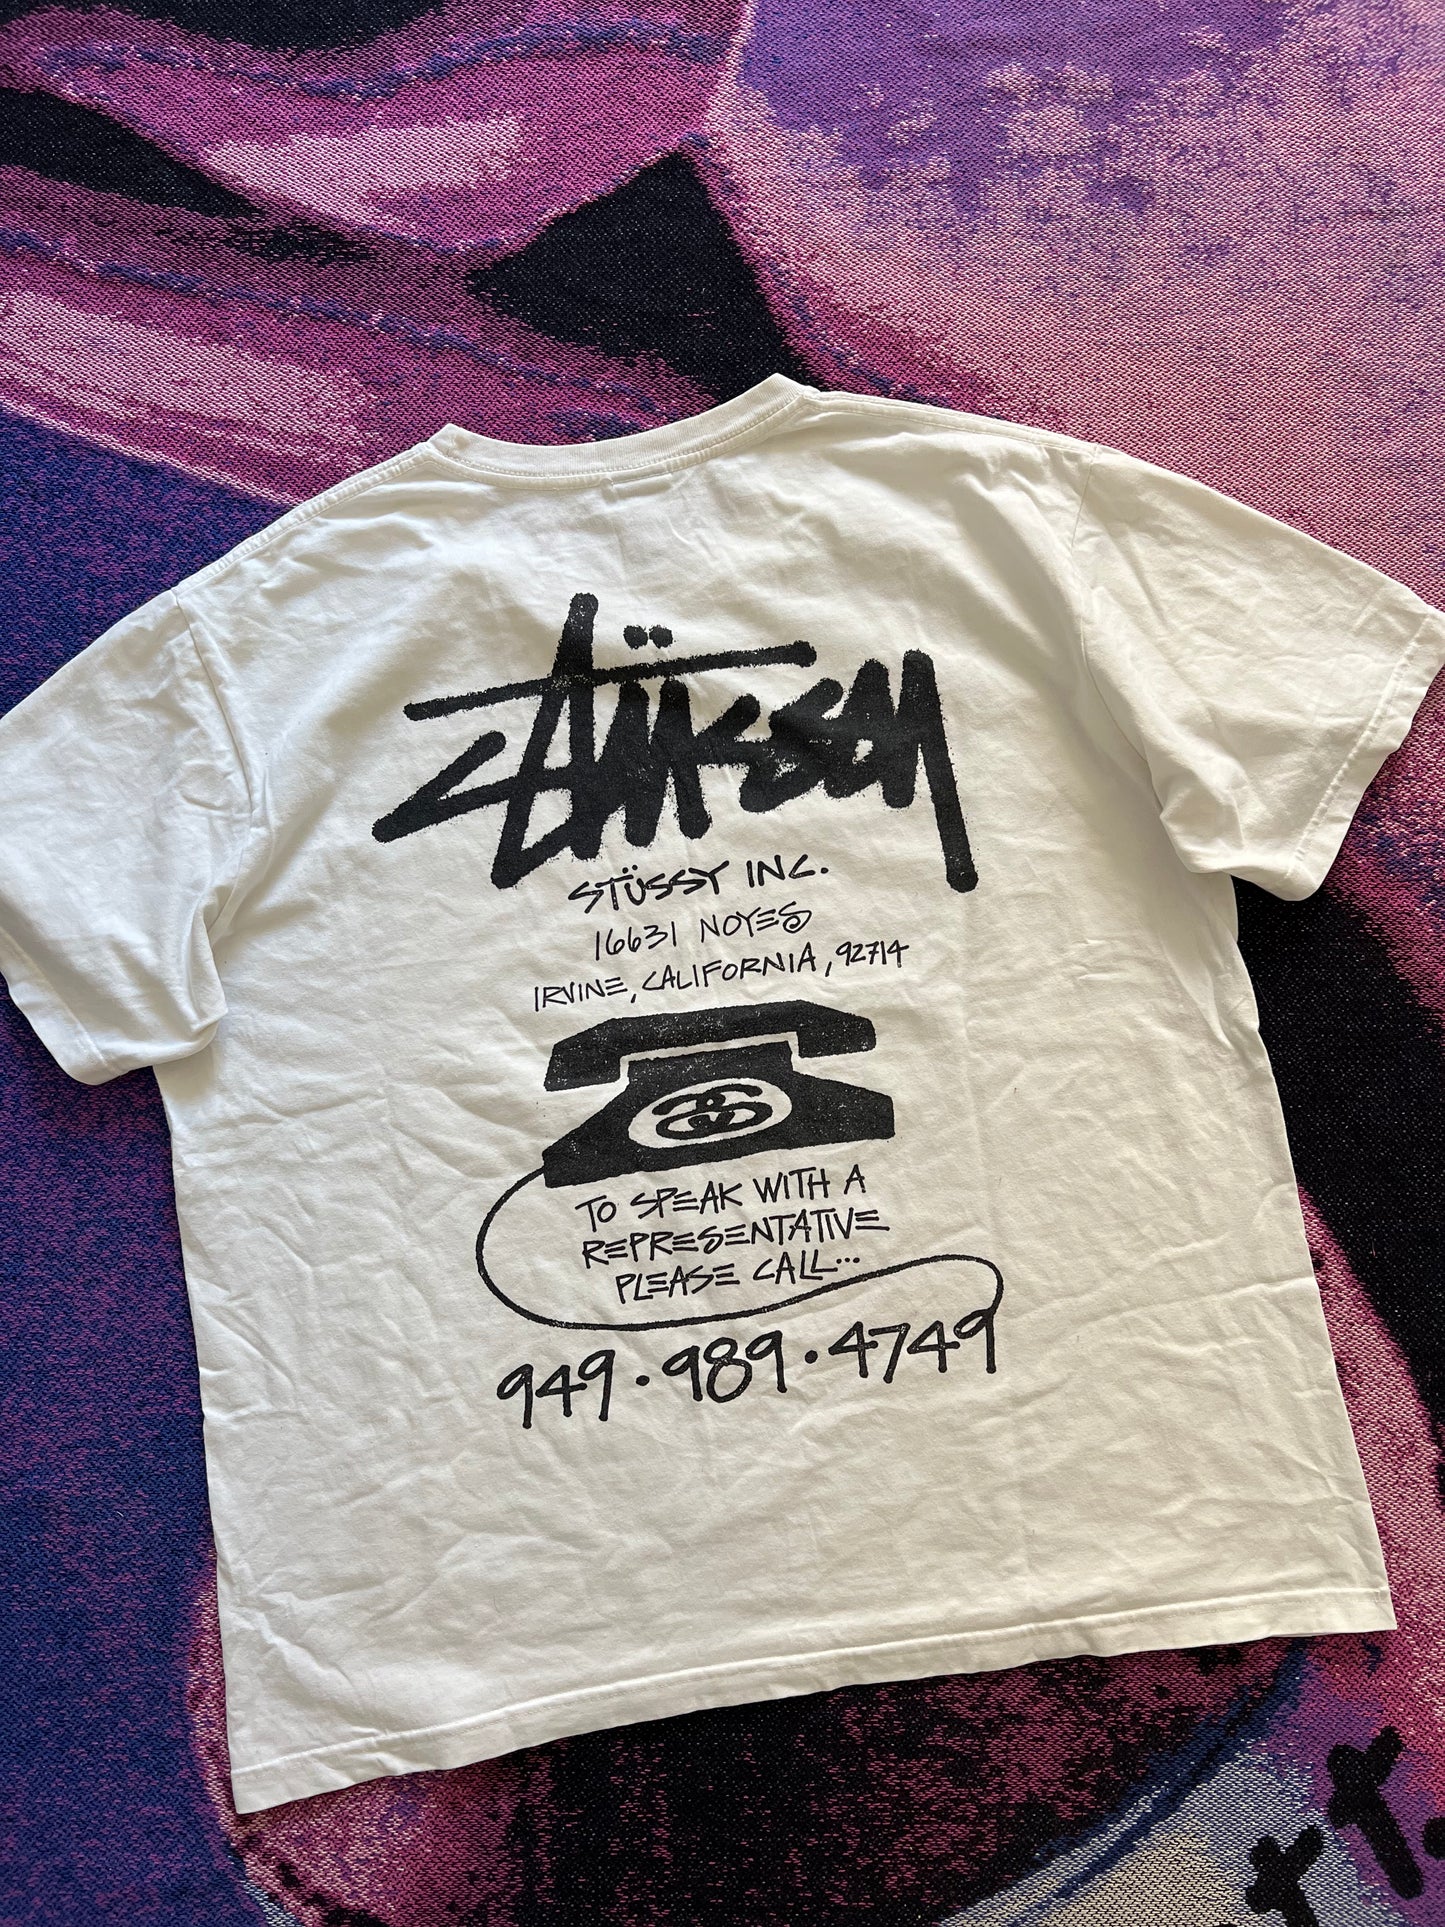 STÜSSY
STÜSSY INC.
16631 NOYES
IRVINE, CALIFORNIA, 92714
TO SPEAK WITH A
REPRESENTATIVE
PLEASE CALL...
949·989·4749